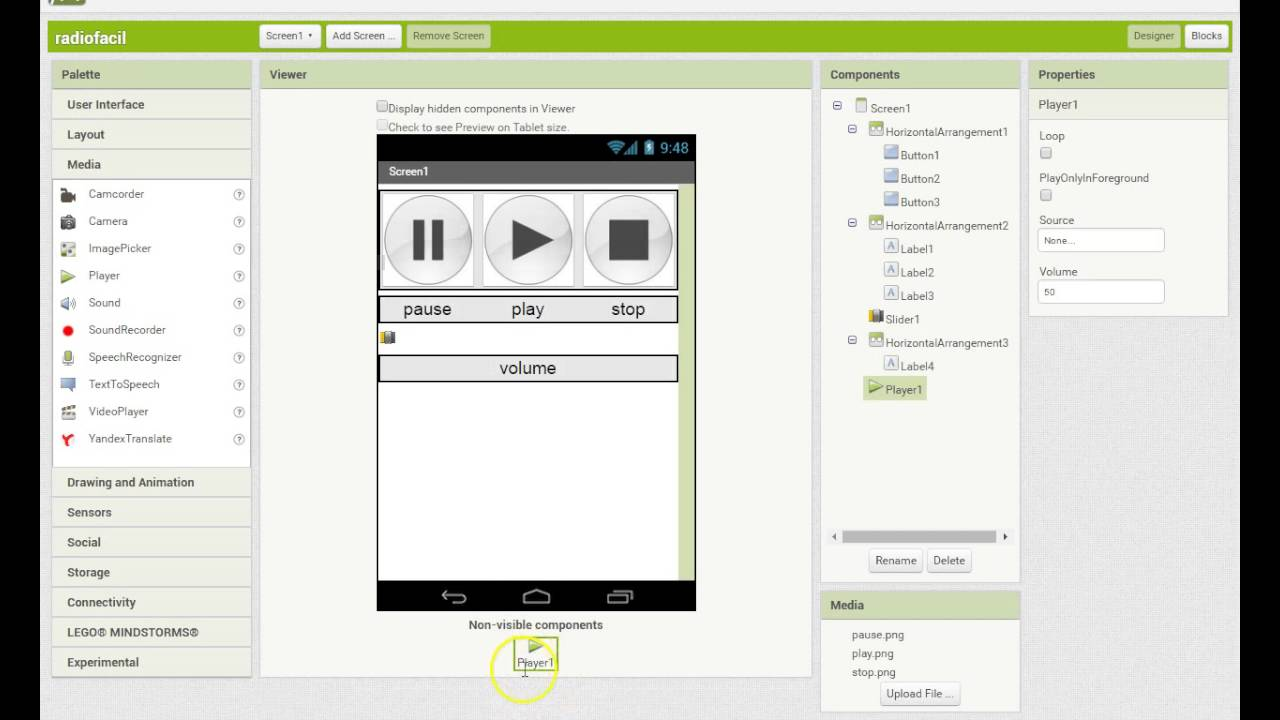 radiofacil
Screen1
Add Screen ...
Remove Screen
Designer
Blocks
Palette
User Interface
Layout
Media
Camcorder
Camera
ImagePicker
Player
Sound
SoundRecorder
SpeechRecognizer
TextToSpeech
VideoPlayer
YandexTranslate
Drawing and Animation
Sensors
Social
Storage
Connectivity
LEGO® MINDSTORMS®
Experimental
Viewer
Display hidden components in Viewer
Check to see Preview on Tablet size.
9:48
Screen1
pause play stop
volume
Non-visible components
Player1
Components
Screen1
HorizontalArrangement1
Button1
Button2
Button3
HorizontalArrangement2
Label1
Label2
Label3
Slider1
HorizontalArrangement3
Label4
Player1
Rename Delete
Media
pause.png
play.png
stop.png
Upload File ...
Properties
Player1
Loop
PlayOnlyInForeground
Source
None...
Volume
50